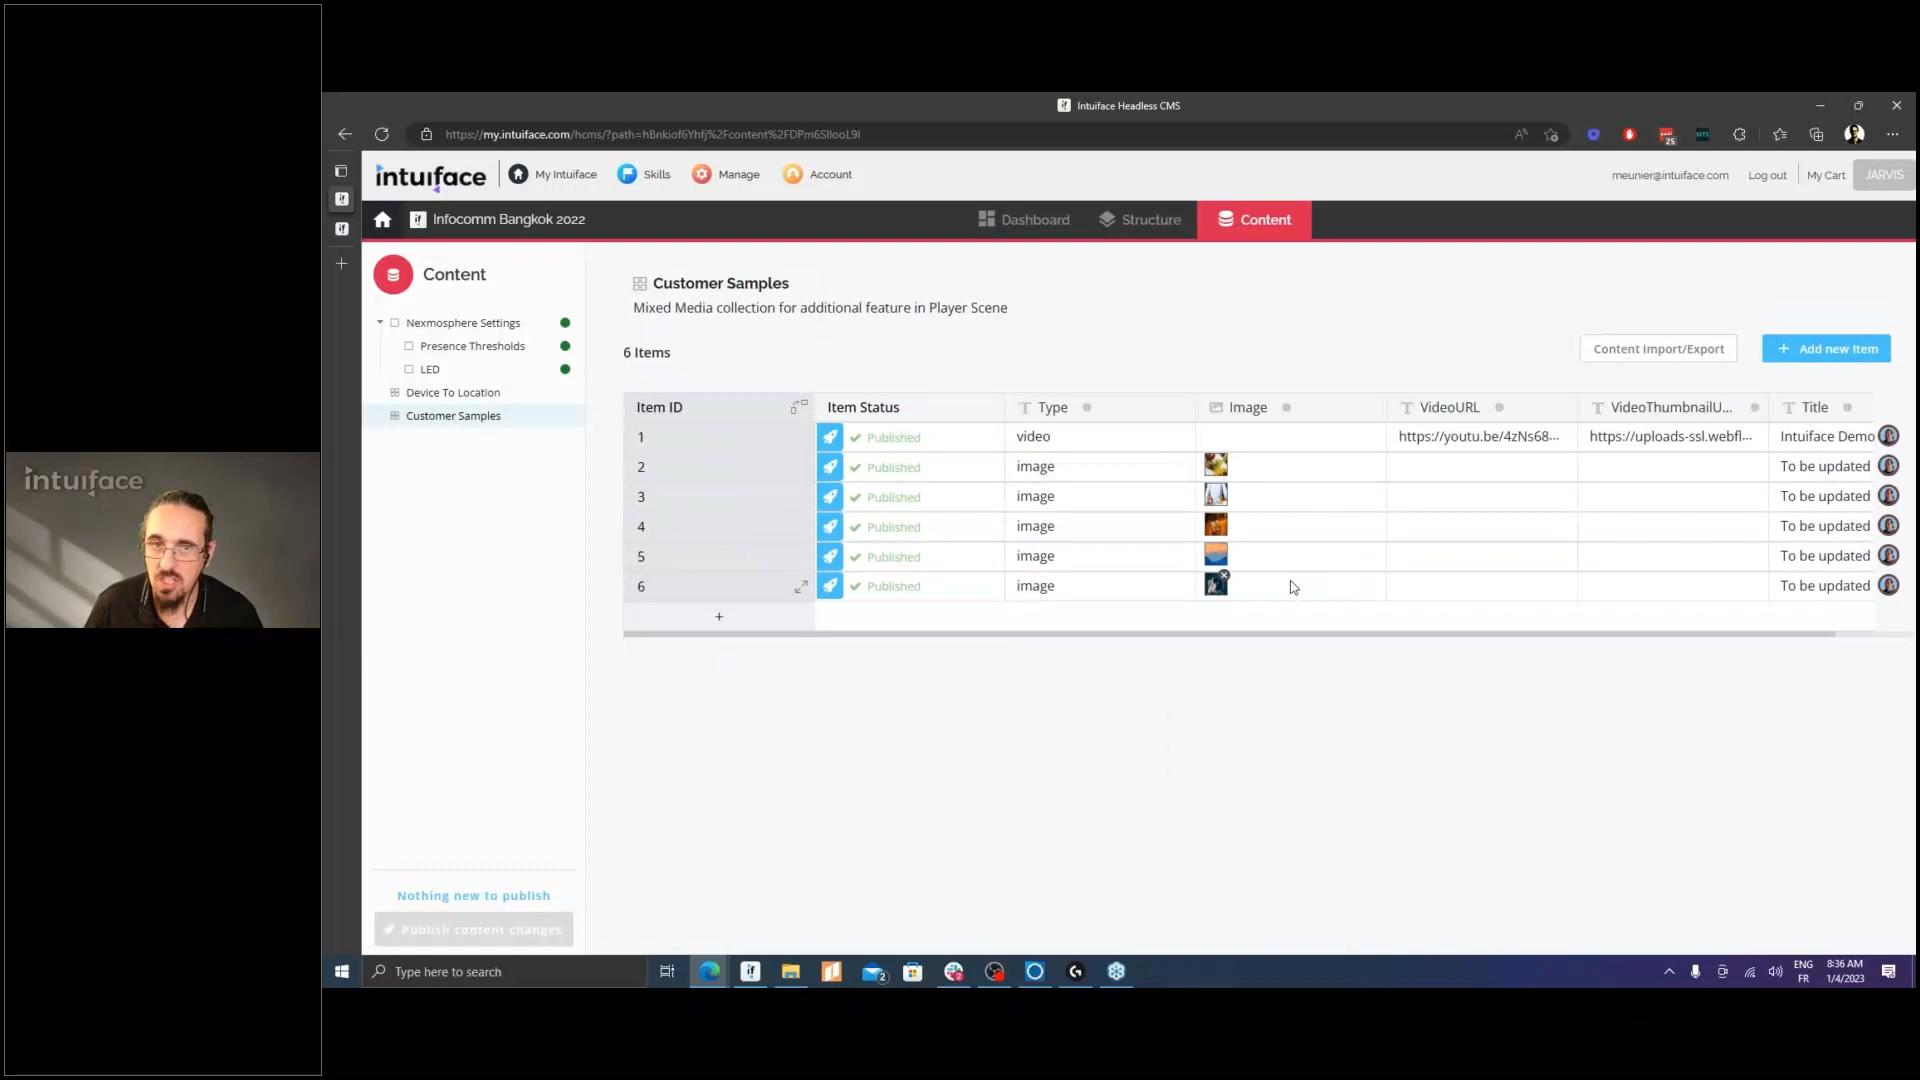 Intuiface Headless CMS
https://my.intuiface.com/hcms/?path=hBnkiof6Yhfj%2Fcontent%2FDPm6SIlooL9I
25
intuıface
My Intuiface
Skills
Manage
Account
meunier@intuiface.com
Log out
My Cart
JARVIS
Infocomm Bangkok 2022
Dashboard
Structure
Content
Content
Nexmosphere Settings
Presence Thresholds
LED
Device To Location
Customer Samples
Customer Samples
Mixed Media collection for additional feature in Player Scene
6 Items
Content Import/Export
+ Add new Item
Item ID Item Status Type Image VideoURL VideoThumbnailU... Title
1 Published video https://youtu.be/4zNs68... https://uploads-ssl.webfl... Intuiface Demo
2 Published image To be updated
3 Published image To be updated
4 Published image To be updated
5 Published image To be updated
6 Published image To be updated
+
Nothing new to publish
Publish content changes
intuıface
Type here to search
2
ENG
FR
8:36 AM
1/4/2023